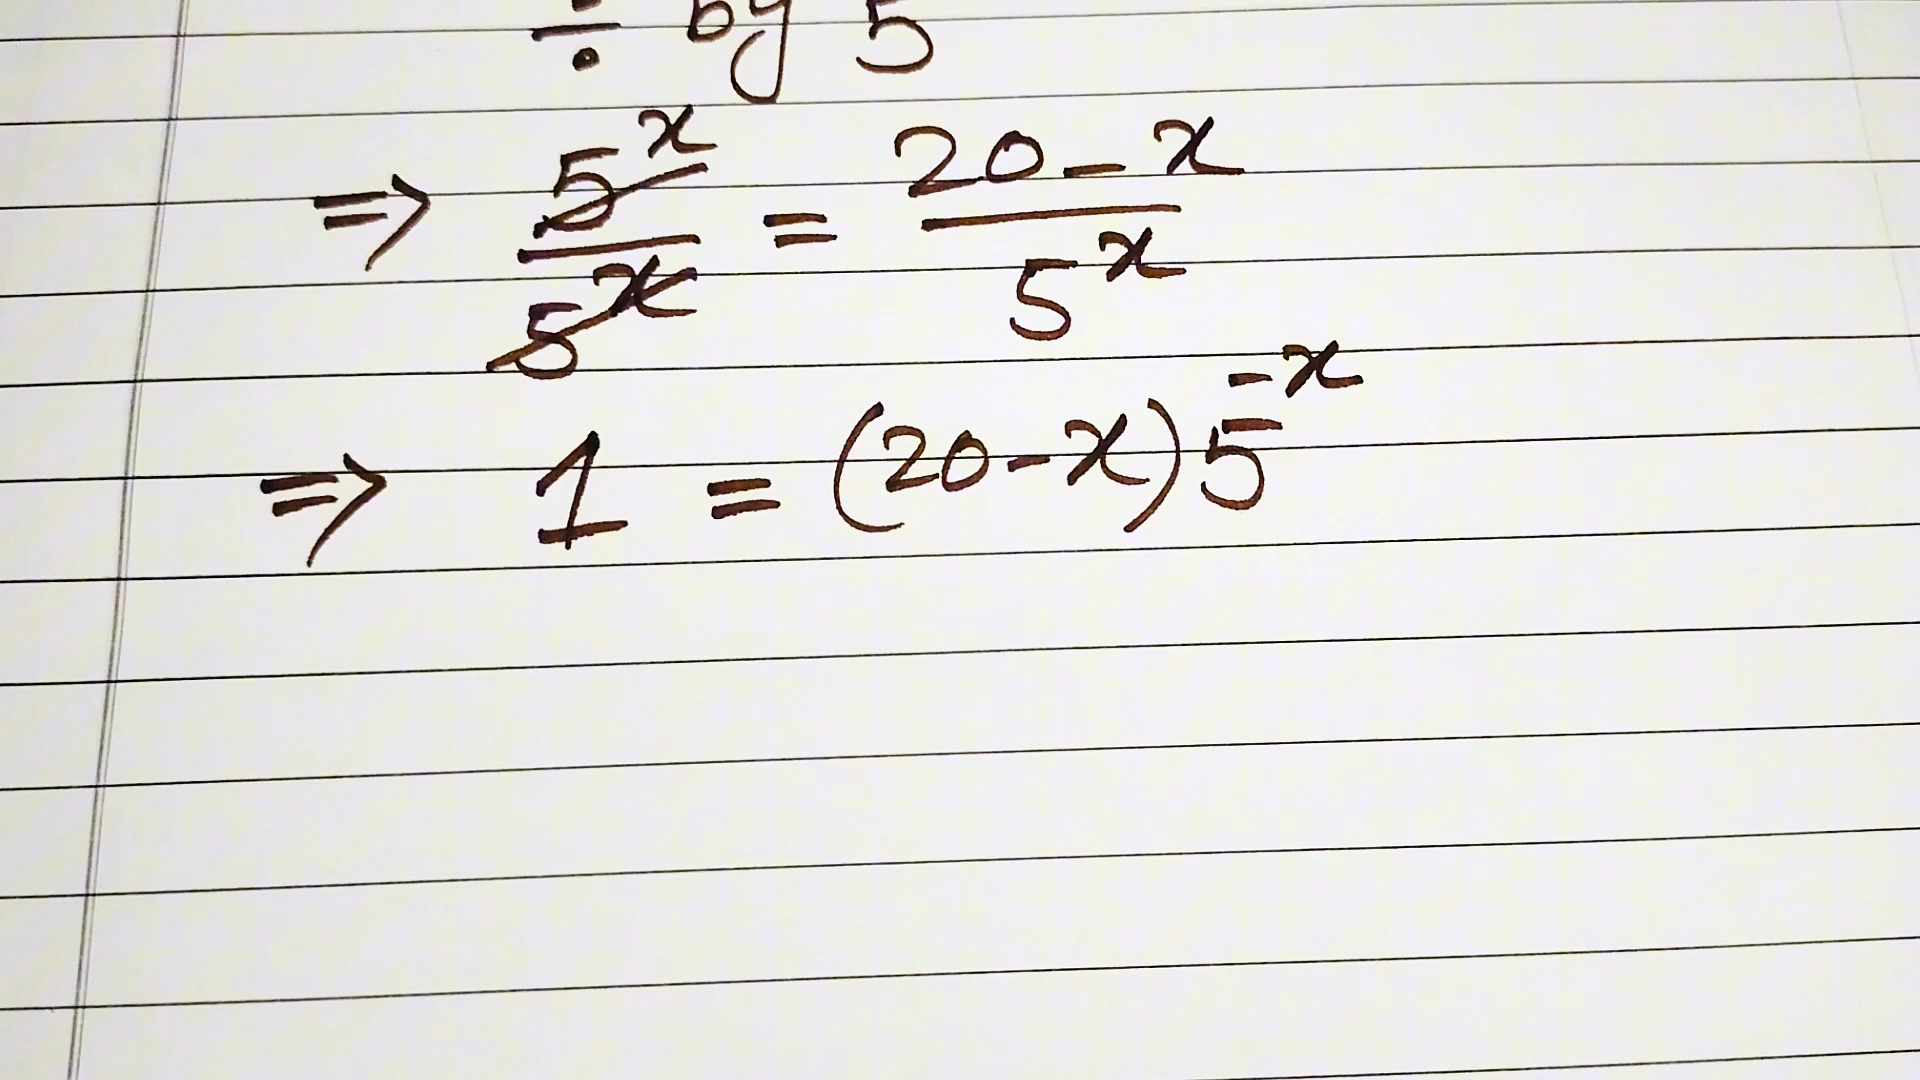 ÷ by 5
⇒ 5^x / 5^x = 20-x / 5^x
⇒ 1 = (20-x)5^-x